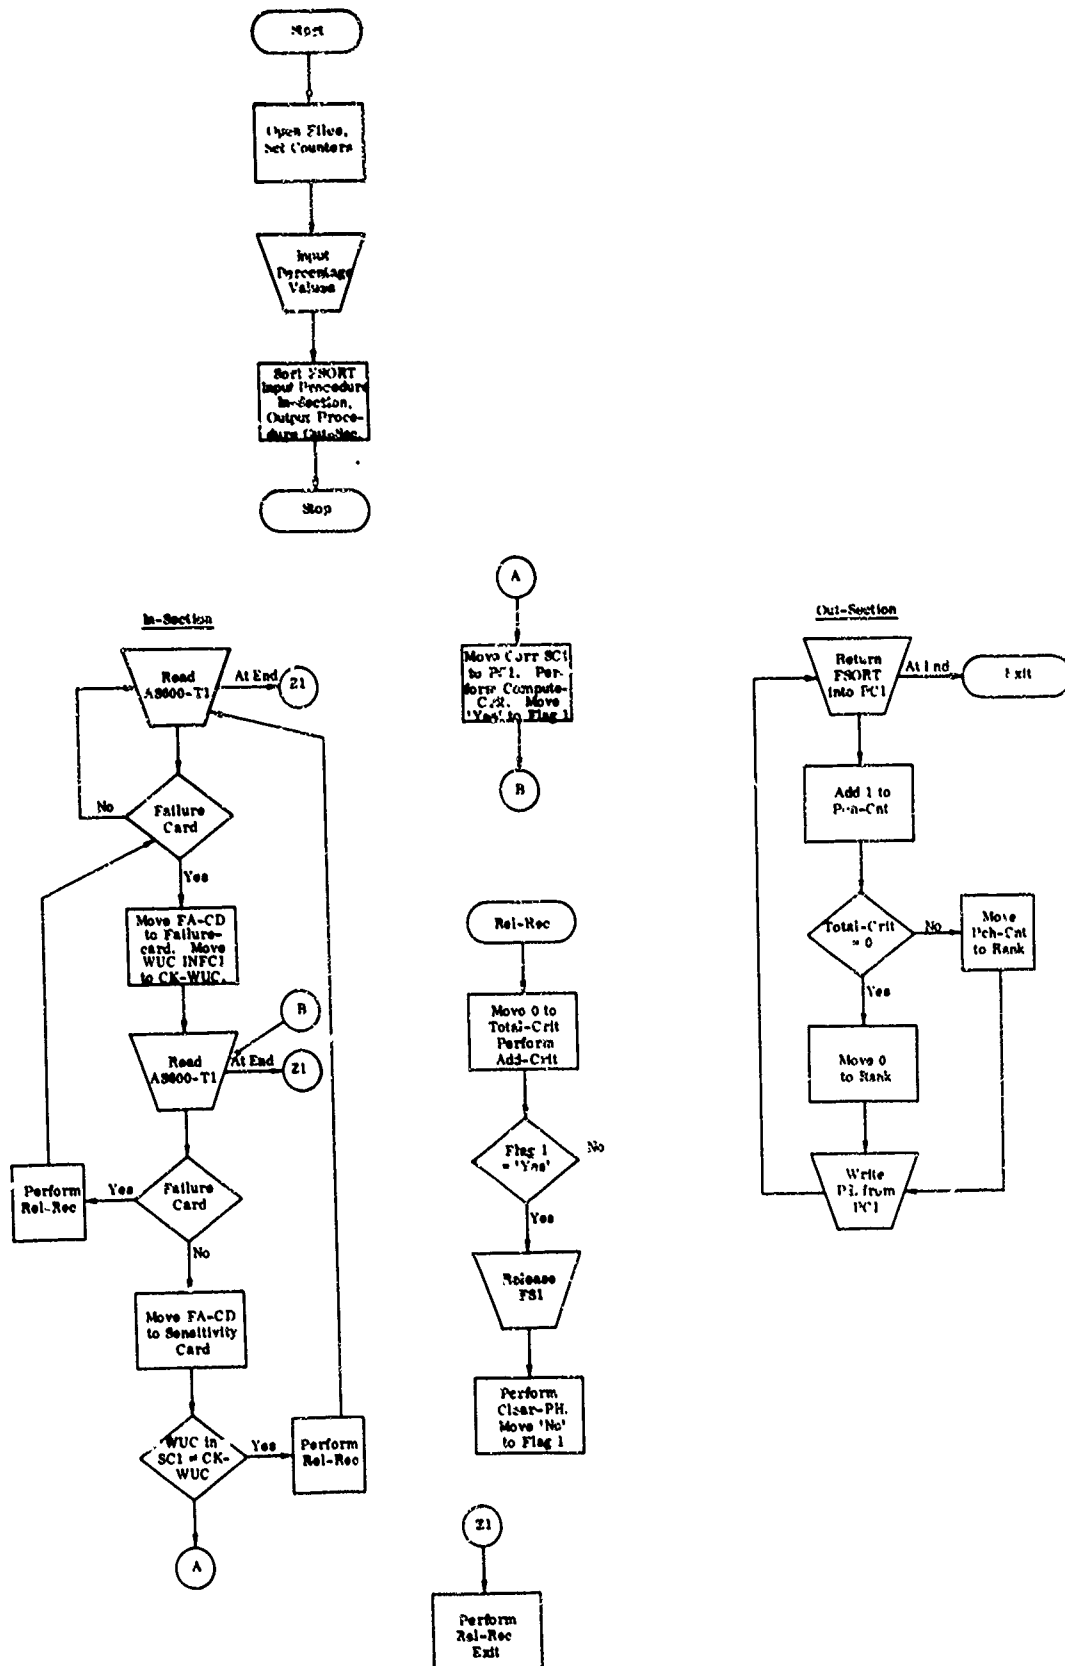 Start
Open Files,
Set Counters
Input
Percentage
Values
Sort FSORT
Input Procedure
In-Section,
Output Proce-
dure Out-Sec.
Stop
In-Section
Read
A8600-T1
At End
Z1
No
Failure
Card
Yes
Move FA-CD
to Failure-
card. Move
WUC INFC1
to CK-WUC.
B
Read
A8600-T1
At End
Z1
Perform
Rel-Rec
Yes
Failure
Card
No
Move FA-CD
to Sensitivity
Card
WUC in
SC1 ≠ CK-
WUC
Yes
Perform
Rel-Rec
A
A
Move Corr SC1
to PC1. Per-
form Compute-
Move
'Yes' to Flag 1
B
Rel-Rec
Move 0 to
Total-Crit
Perform
Add-Crit
Flag 1
= 'Yes'
No
Yes
Release
FS1
Perform
Clear-PH.
Move 'No'
to Flag 1
Z1
Perform
Rel-Rec
Exit
Out-Section
Return
FSORT
into PC1
At End
Exit
Add 1 to
Pch-Cnt
Total-Crit
= 0
No
Move
Pch-Cnt
to Rank
Yes
Move 0
to Rank
Write
from
PC1